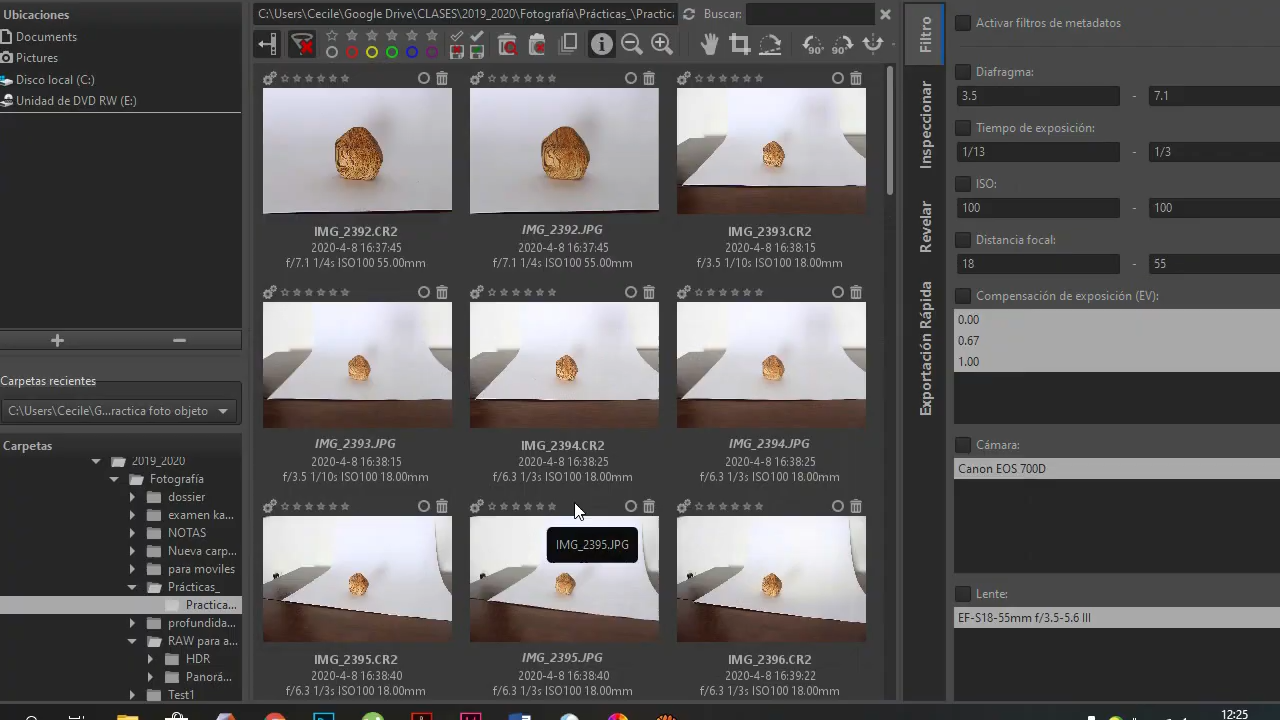 Ubicaciones
Documents
Pictures
Disco local (C:)
Unidad de DVD RW (E:)
Carpetas recientes
C:\Users\Cecile\G...ractica foto objeto
Carpetas
2019_2020
Fotografía
dossier
examen ka...
NOTAS
Nueva carp...
para moviles
Prácticas_
Practica...
profundida...
RAW para a...
HDR
Panorá...
Test1
C:\Users\Cecile\Google Drive\CLASES\2019_2020\Fotografía\Prácticas_\Practic
Buscar:
90°
90°
IMG_2392.CR2
2020-4-8 16:37:45
f/7.1 1/4s ISO100 55.00mm
IMG_2392.JPG
2020-4-8 16:37:45
f/7.1 1/4s ISO100 55.00mm
IMG_2393.CR2
2020-4-8 16:38:15
f/3.5 1/10s ISO100 18.00mm
IMG_2393.JPG
2020-4-8 16:38:15
f/3.5 1/10s ISO100 18.00mm
IMG_2394.CR2
2020-4-8 16:38:25
f/6.3 1/3s ISO100 18.00mm
IMG_2394.JPG
2020-4-8 16:38:25
f/6.3 1/3s ISO100 18.00mm
IMG_2395.JPG
IMG_2395.CR2
2020-4-8 16:38:40
f/6.3 1/3s ISO100 18.00mm
IMG_2395.JPG
2020-4-8 16:38:40
f/6.3 1/3s ISO100 18.00mm
IMG_2396.CR2
2020-4-8 16:39:22
f/6.3 1/3s ISO100 18.00mm
Filtro
Inspeccionar
Revelar
Exportación Rápida
Activar filtros de metadatos
Diafragma:
3.5 - 7.1
Tiempo de exposición:
1/13 - 1/3
ISO:
100 - 100
Distancia focal:
18 - 55
Compensación de exposición (EV):
0.00
0.67
1.00
Cámara:
Canon EOS 700D
Lente:
EF-S18-55mm f/3.5-5.6 III
12:25